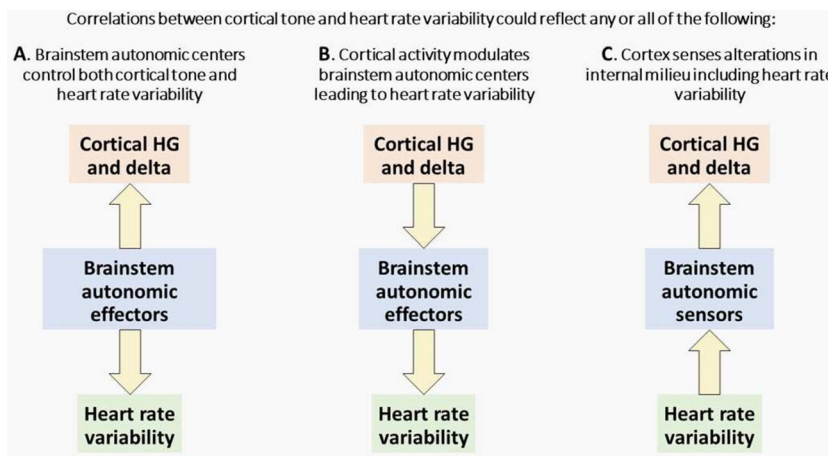 Correlations between cortical tone and heart rate variability could reflect any or all of the following:
A. Brainstem autonomic centers
control both cortical tone and
heart rate variability
B. Cortical activity modulates
brainstem autonomic centers
leading to heart rate variability
C. Cortex senses alterations in
internal milieu including heart rate
variability
Cortical HG
and delta
Brainstem
autonomic
effectors
Heart rate
variability
Cortical HG
and delta
Brainstem
autonomic
effectors
Heart rate
variability
Cortical HG
and delta
Brainstem
autonomic
sensors
Heart rate
variability